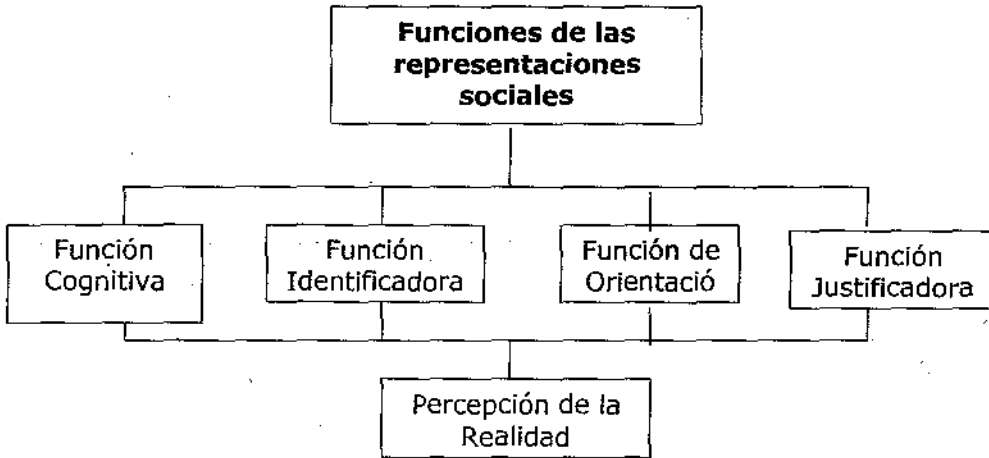 Funciones de las
representaciones
sociales
Función
Cognitiva
Función
Identificadora
Función de
Orientació
Función
Justificadora
Percepción de la
Realidad